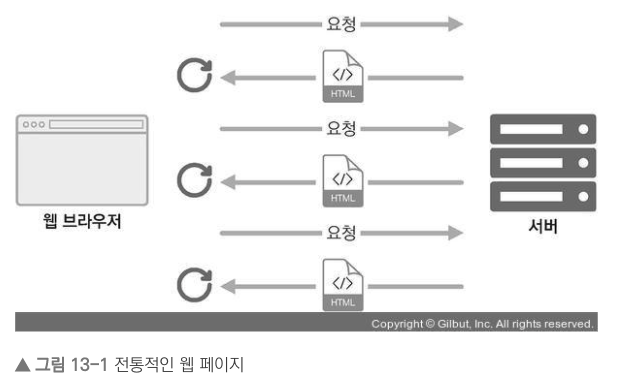 요청
</>
HTML
요청
</>
HTML
웹 브라우저
서버
요청
</>
HTML
Copyright © Gilbut, Inc. All rights reserved.
▲ 그림 13-1 전통적인 웹 페이지